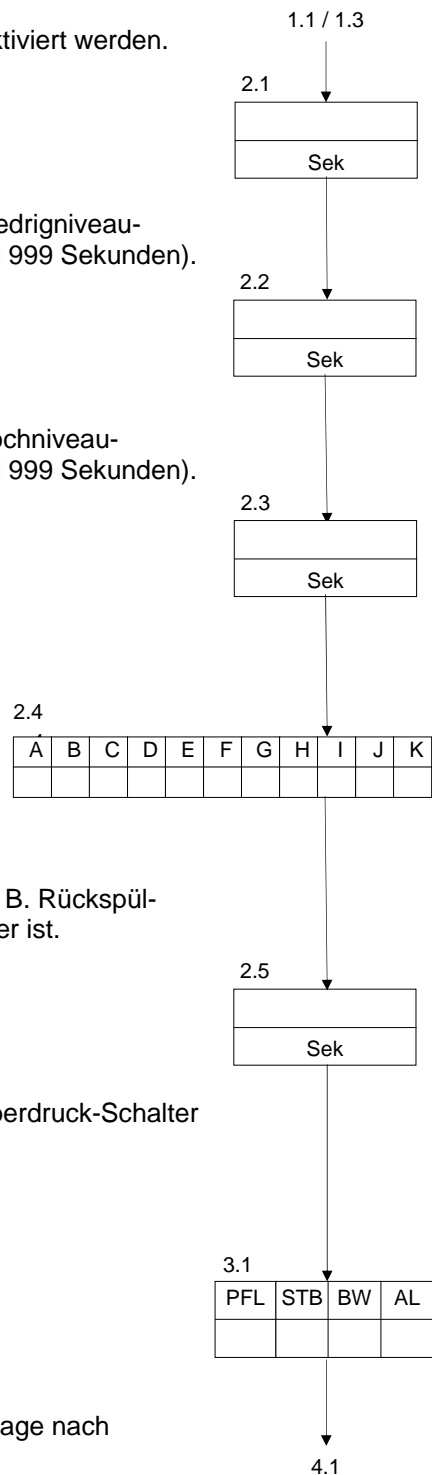 1.1 / 1.3
ktiviert werden.
2.1
Sek
edrigniveau-
999 Sekunden).
2.2
Sek
ochniveau-
999 Sekunden).
2.3
Sek
2.4
A B C D E F G H I J K
B. Rückspül-
er ist.
2.5
Sek
perdruck-Schalter
3.1
PFL STB BW AL
age nach
4.1